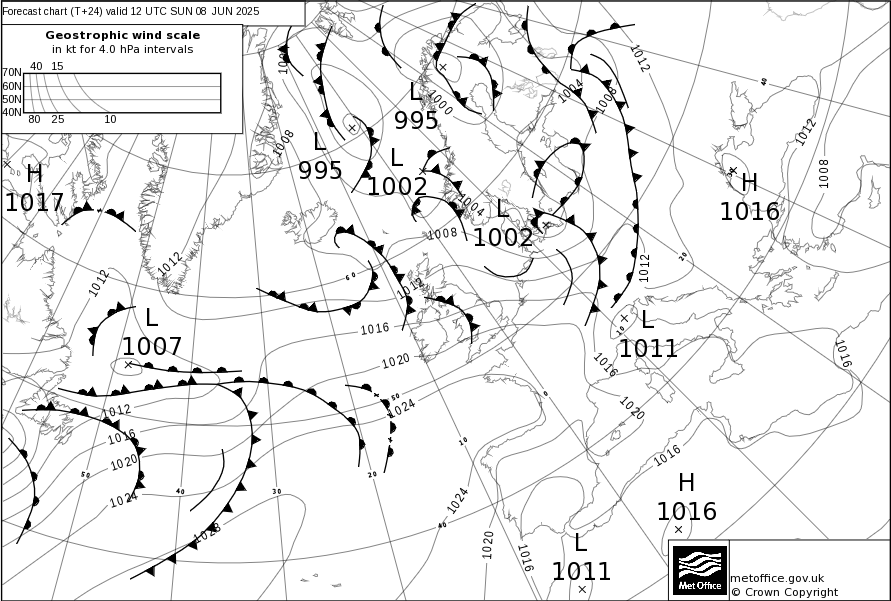 Forecast chart (T+24) valid 12 UTC SUN 08 JUN 2025
Geostrophic wind scale
in kt for 4.0 hPa intervals
40 15
70N
60N
50N
40N
80 25 10
1012
40
1004
1008
1000
L
995
L
995
1012
1008
1008
L
1002
H
1017
H
1016
1004
L
1002
1008
1012
1012
1012
20
60
1012
L
1007
1016
L
1011
10
1016
1020
1016
0
50
1024
1020
1012
1016
1020
1024
50
40
30
20
10
1016
H
1016
1024
40
1028
1020
1016
L
1011
Met Office
metoffice.gov.uk
© Crown Copyright